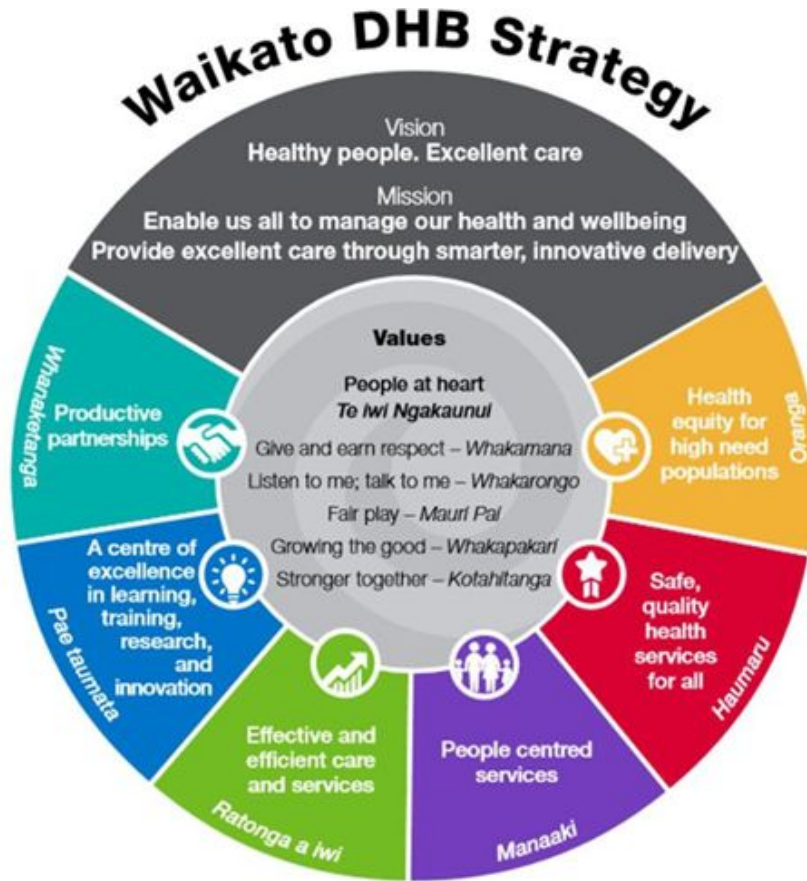 Waikato DHB Strategy
Vision
Healthy people. Excellent care
Mission
Enable us all to manage our health and wellbeing
Provide excellent care through smarter, innovative delivery
Values
People at heart
Te iwi Ngakaunui
Give and earn respect – Whakamana
Listen to me; talk to me – Whakarongo
Fair play – Mauri Pai
Growing the good – Whakapakari
Stronger together – Kotahitanga
Health
equity for
high need
populations
Oranga
Safe,
quality
health
services
for all
Haumaru
People centred
services
Manaaki
Effective and
efficient care
and services
Ratonga a iwi
A centre of
excellence
in learning,
training,
research,
and
innovation
Pae taumata
Productive
partnerships
Whanaketanga